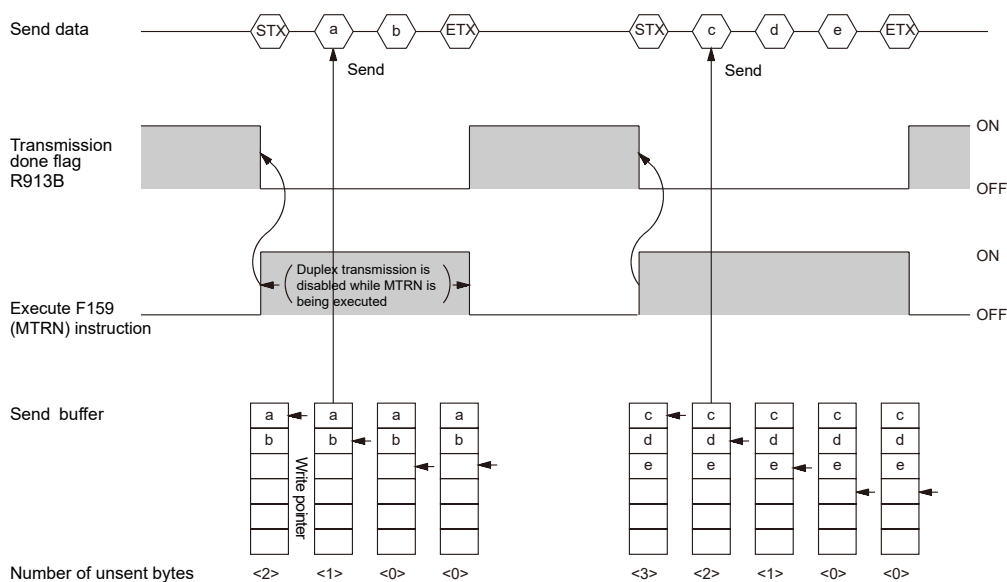 Send data
STX a b ETX STX c d e ETX
Send Send
Transmission
done flag
R913B
ON
OFF
Duplex transmission is
disabled while MTRN is
being executed
ON
OFF
Execute F159
(MTRN) instruction
Send buffer
a a a a c c c c c
b b b b d d d d d
e e e e e
Write pointer
Number of unsent bytes <2> <1> <0> <0> <3> <2> <1> <0> <0>